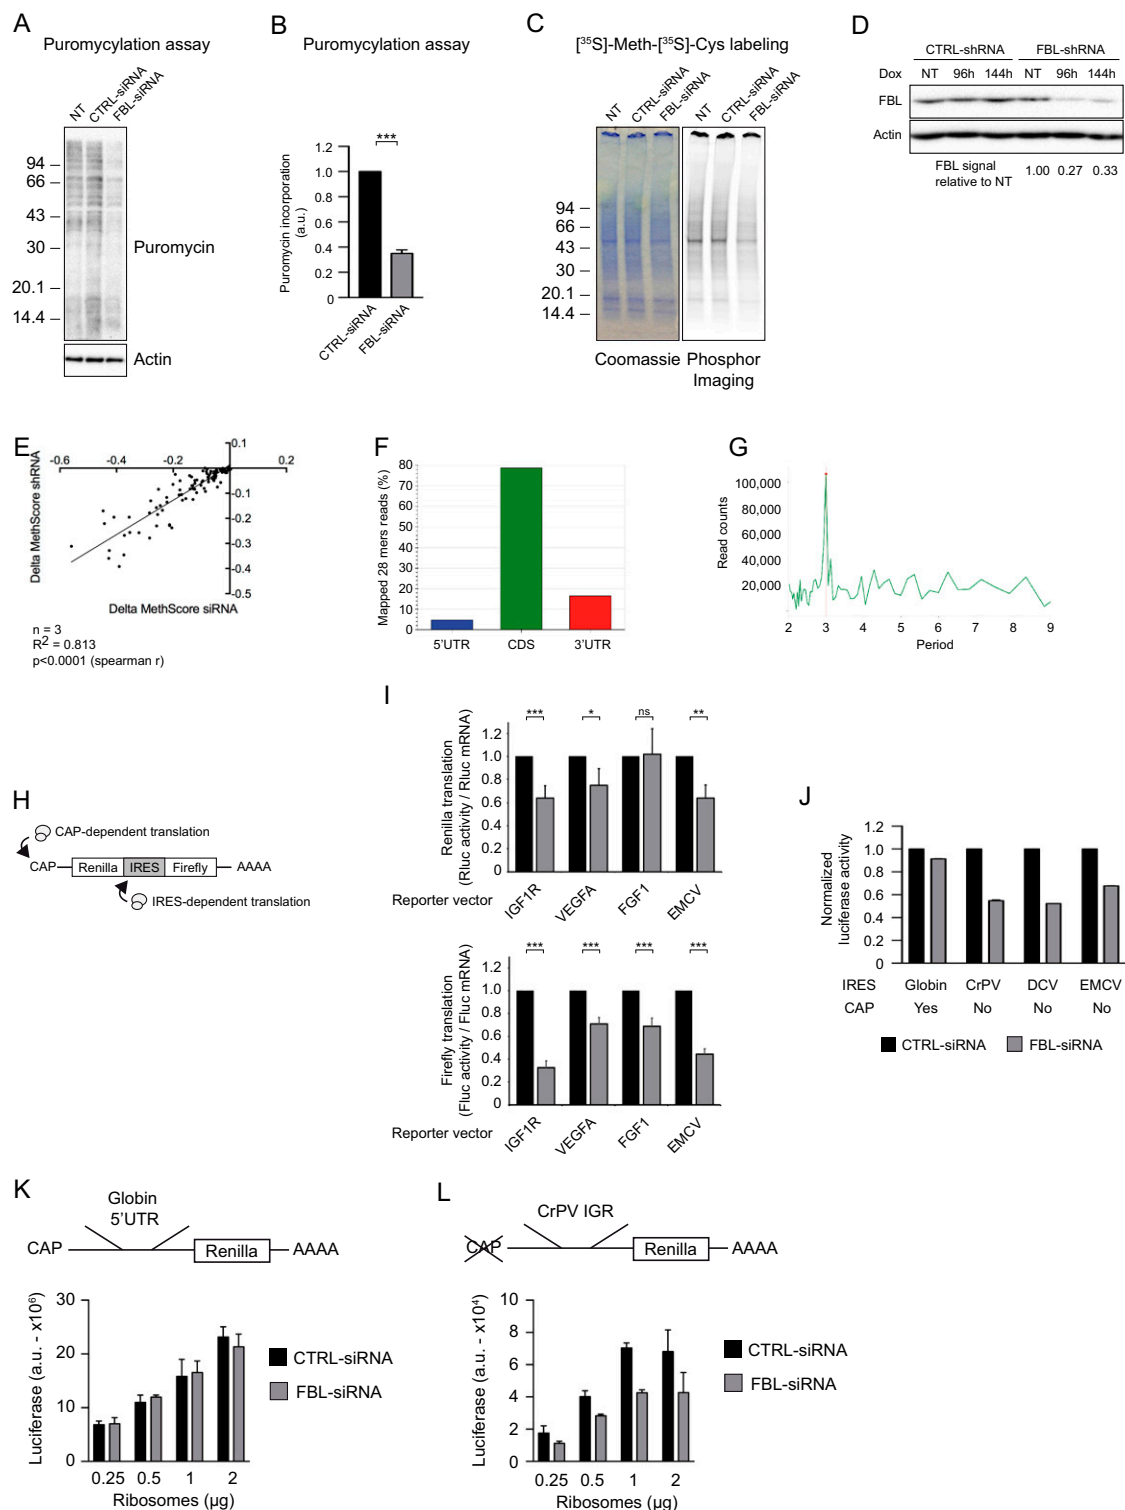 A
Puromycylation assay
NT
CTRL-siRNA
FBL-siRNA
94
66
43
30
20.1
14.4
Puromycin
Actin
B
Puromycylation assay
***
1.2
1.0
0.8
0.6
0.4
0.2
0
Puromycin incorporation
(a.u.)
CTRL-siRNA
FBL-siRNA
C
[³⁵S]-Meth-[³⁵S]-Cys labeling
NT
CTRL-siRNA
FBL-siRNA
NT
CTRL-siRNA
FBL-siRNA
94
66
43
30
20.1
14.4
Coomassie
Phosphor
Imaging
D
CTRL-shRNA FBL-shRNA
Dox NT 96h 144h NT 96h 144h
FBL
Actin
FBL signal
relative to NT
1.00 0.27 0.33
E
Delta MethScore shRNA
-0.6 -0.4 -0.2 0.2
0.1
0
-0.1
-0.2
-0.3
-0.4
-0.5
Delta MethScore siRNA
n = 3
R² = 0.813
p<0.0001 (spearman r)
F
Mapped 28 mers reads (%)
80
70
60
50
40
30
20
10
0
5'UTR CDS 3'UTR
G
Read counts
100,000
80,000
60,000
40,000
20,000
2 3 4 5 6 7 8 9
Period
H
CAP-dependent translation
CAP Renilla IRES Firefly AAAA
IRES-dependent translation
I
Renilla translation
(Rluc activity / Rluc mRNA)
*** * ns **
1.2
1.0
0.8
0.6
0.4
0.2
0
Reporter vector
IGF1R
VEGFA
FGF1
EMCV
Firefly translation
(Fluc activity / Fluc mRNA)
*** *** *** ***
1.2
1.0
0.8
0.6
0.4
0.2
0
Reporter vector
IGF1R
VEGFA
FGF1
EMCV
J
Normalized
luciferase activity
1.2
1.0
0.8
0.6
0.4
0.2
0
IRES Globin CrPV DCV EMCV
CAP Yes No No No
CTRL-siRNA FBL-siRNA
K
Globin
5'UTR
CAP Renilla AAAA
Luciferase (a.u. - x10⁶)
30
20
10
0
0.25 0.5 1 2
Ribosomes (µg)
CTRL-siRNA
FBL-siRNA
L
CrPV IGR
CAP Renilla AAAA
Luciferase (a.u. - x10⁴)
10
8
6
4
2
0
0.25 0.5 1 2
Ribosomes (µg)
CTRL-siRNA
FBL-siRNA